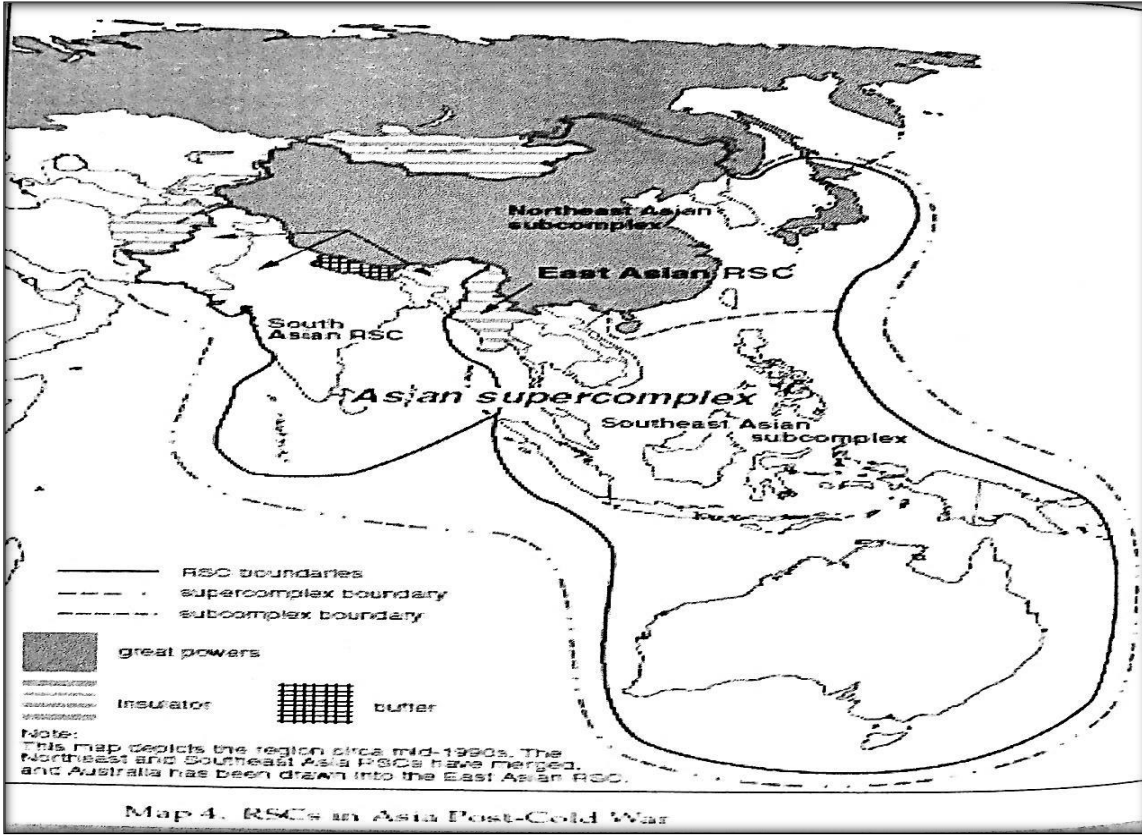 Northeast Asian
subcomplex
East Asian RSC
South
Asian RSC
Asian supercomplex
Southeast Asian
subcomplex
RSC boundaries
supercomplex boundary
subcomplex boundary
great powers
insulator
buffer
Note:
This map depicts the region circa mid-1990s. The
Northeast and Southeast Asia RSCs have merged,
and Australia has been drawn into the East Asian RSC.
Map 4. RSCs in Asia Post-Cold War